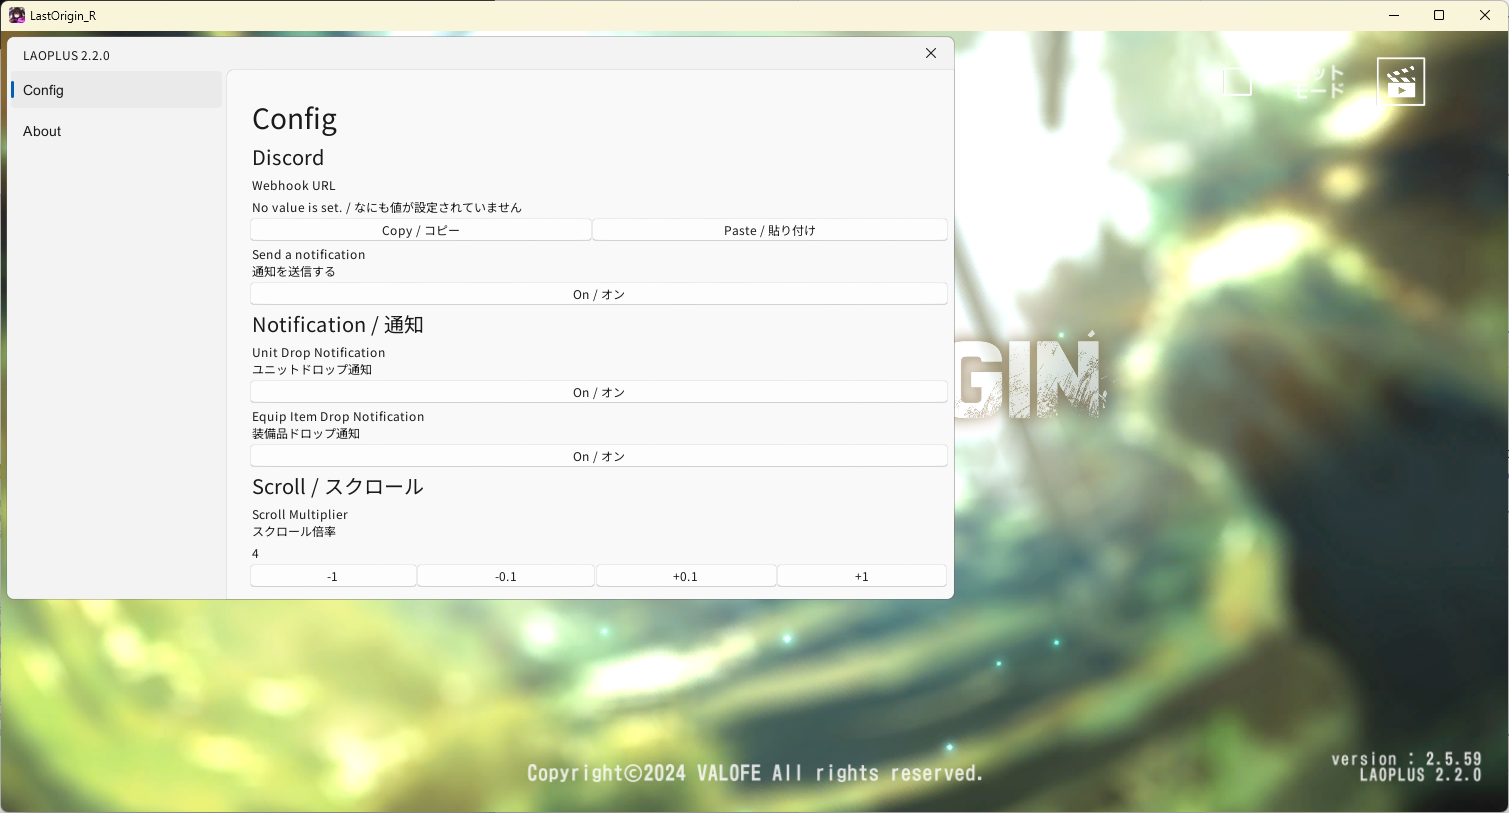 LastOrigin_R
LAOPLUS 2.2.0
Config
About
Config
Discord
Webhook URL
No value is set. / なにも値が設定されていません
Copy / コピー
Paste / 貼り付け
Send a notification
通知を送信する
On / オン
Notification / 通知
Unit Drop Notification
ユニットドロップ通知
On / オン
Equip Item Drop Notification
装備品ドロップ通知
On / オン
Scroll / スクロール
Scroll Multiplier
スクロール倍率
4
-1
-0.1
+0.1
+1
モード
GIN
Copyright©2024 VALOFE All rights reserved.
version : 2.5.59
LAOPLUS 2.2.0